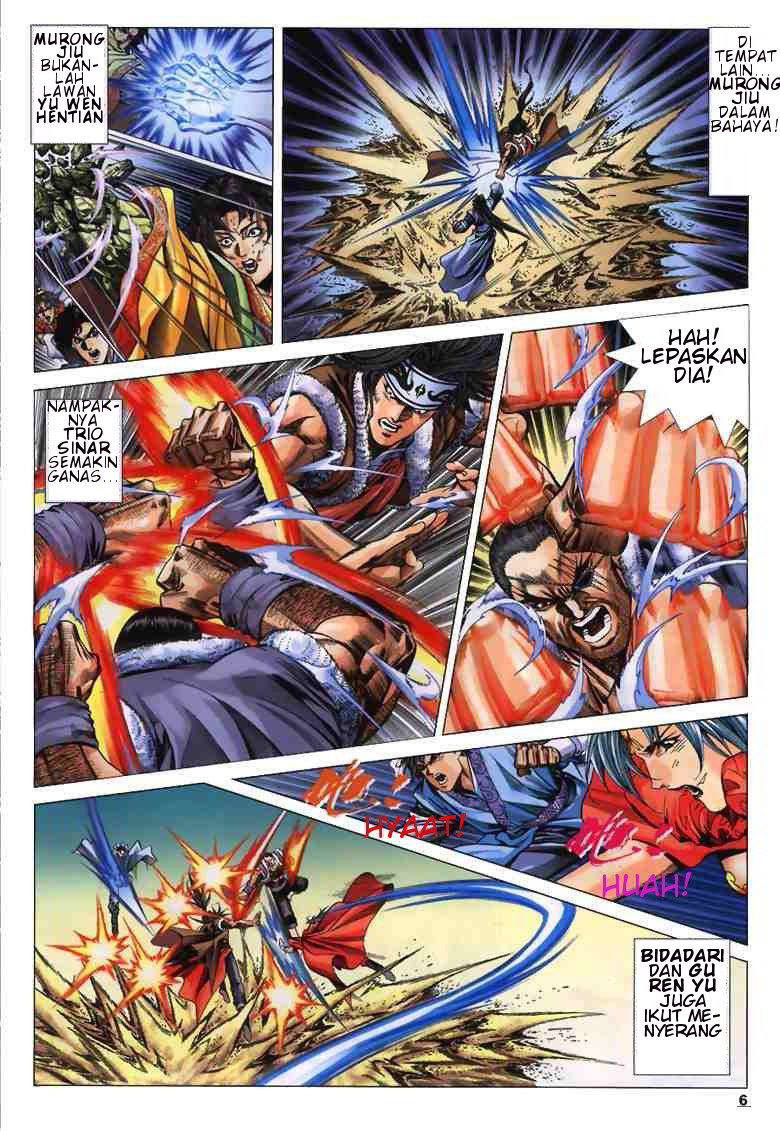 DI
TEMPAT
LAIN...
MURONG
JIU
DALAM
BAHAYA!
MURONG
JIU
BUKAN-
LAH
LAWAN
YU WEN
HENTIAN
HAH!
LEPASKAN
DIA!
NAMPAK-
NYA
TRIO
SINAR
SEMAKIN
GANAS...
HYAAT!
HUAH!
BIDADARI
DAN GU
REN YU
JUGA
IKUT ME-
NYERANG
6